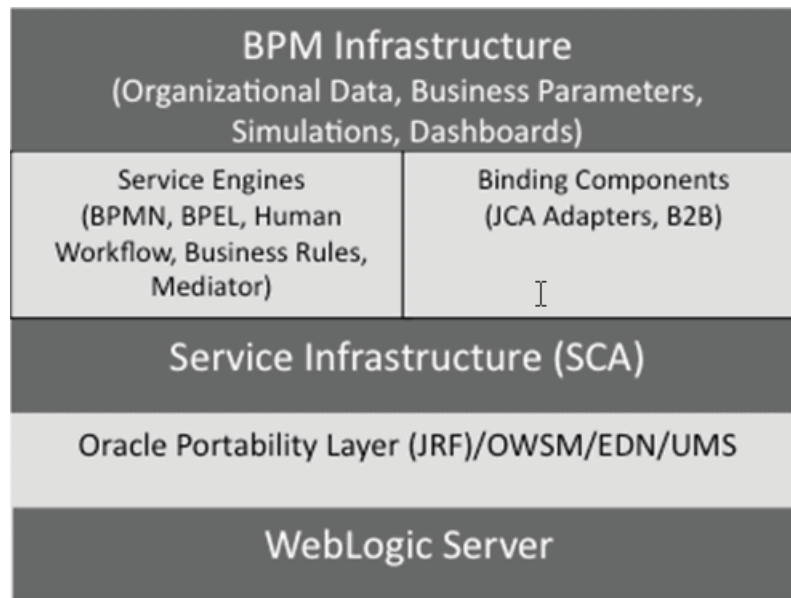 BPM Infrastructure
(Organizational Data, Business Parameters,
Simulations, Dashboards)
Service Engines
(BPMN, BPEL, Human
Workflow, Business Rules,
Mediator)
Binding Components
(JCA Adapters, B2B)
Service Infrastructure (SCA)
Oracle Portability Layer (JRF)/OWSM/EDN/UMS
WebLogic Server